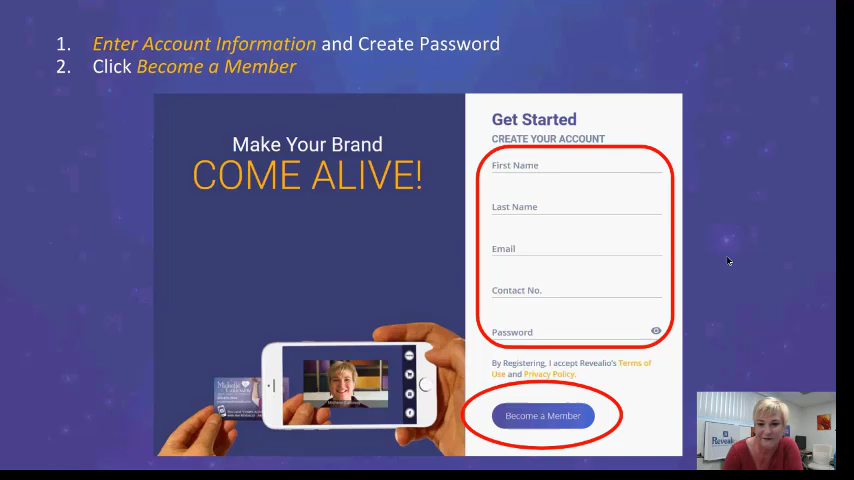 1. Enter Account Information and Create Password
2. Click Become a Member
Make Your Brand
COME ALIVE!
Get Started
CREATE YOUR ACCOUNT
First Name
Last Name
Email
Contact No.
Password
By Registering, I accept Revealio's Terms of
Use and Privacy Policy.
Become a Member
Michelle